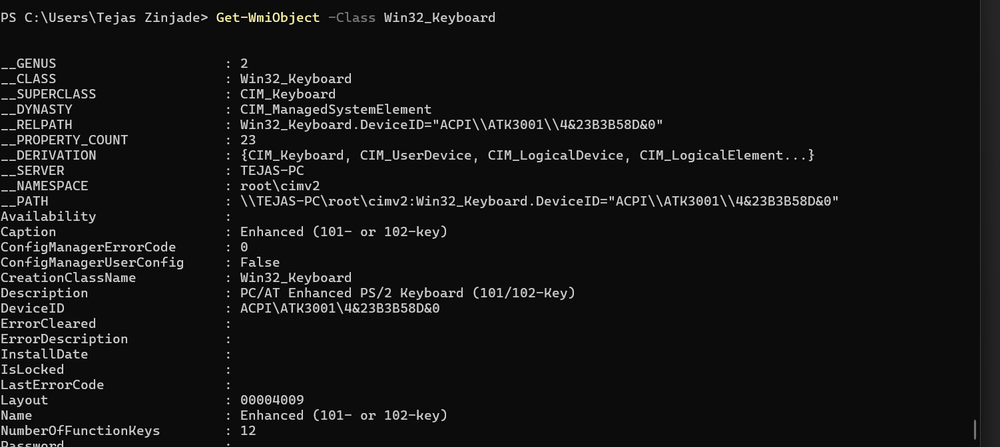 PS C:\Users\Tejas Zinjade> Get-WmiObject -Class Win32_Keyboard
__GENUS : 2
__CLASS : Win32_Keyboard
__SUPERCLASS : CIM_Keyboard
__DYNASTY : CIM_ManagedSystemElement
__RELPATH : Win32_Keyboard.DeviceID="ACPI\\ATK3001\\4&23B3B58D&0"
__PROPERTY_COUNT : 23
__DERIVATION : {CIM_Keyboard, CIM_UserDevice, CIM_LogicalDevice, CIM_LogicalElement...}
__SERVER : TEJAS-PC
__NAMESPACE : root\cimv2
__PATH : \\TEJAS-PC\root\cimv2:Win32_Keyboard.DeviceID="ACPI\\ATK3001\\4&23B3B58D&0"
Availability :
Caption : Enhanced (101- or 102-key)
ConfigManagerErrorCode : 0
ConfigManagerUserConfig : False
CreationClassName : Win32_Keyboard
Description : PC/AT Enhanced PS/2 Keyboard (101/102-Key)
DeviceID : ACPI\ATK3001\4&23B3B58D&0
ErrorCleared :
ErrorDescription :
InstallDate :
IsLocked :
LastErrorCode :
Layout : 00004009
Name : Enhanced (101- or 102-key)
NumberOfFunctionKeys : 12
Password :